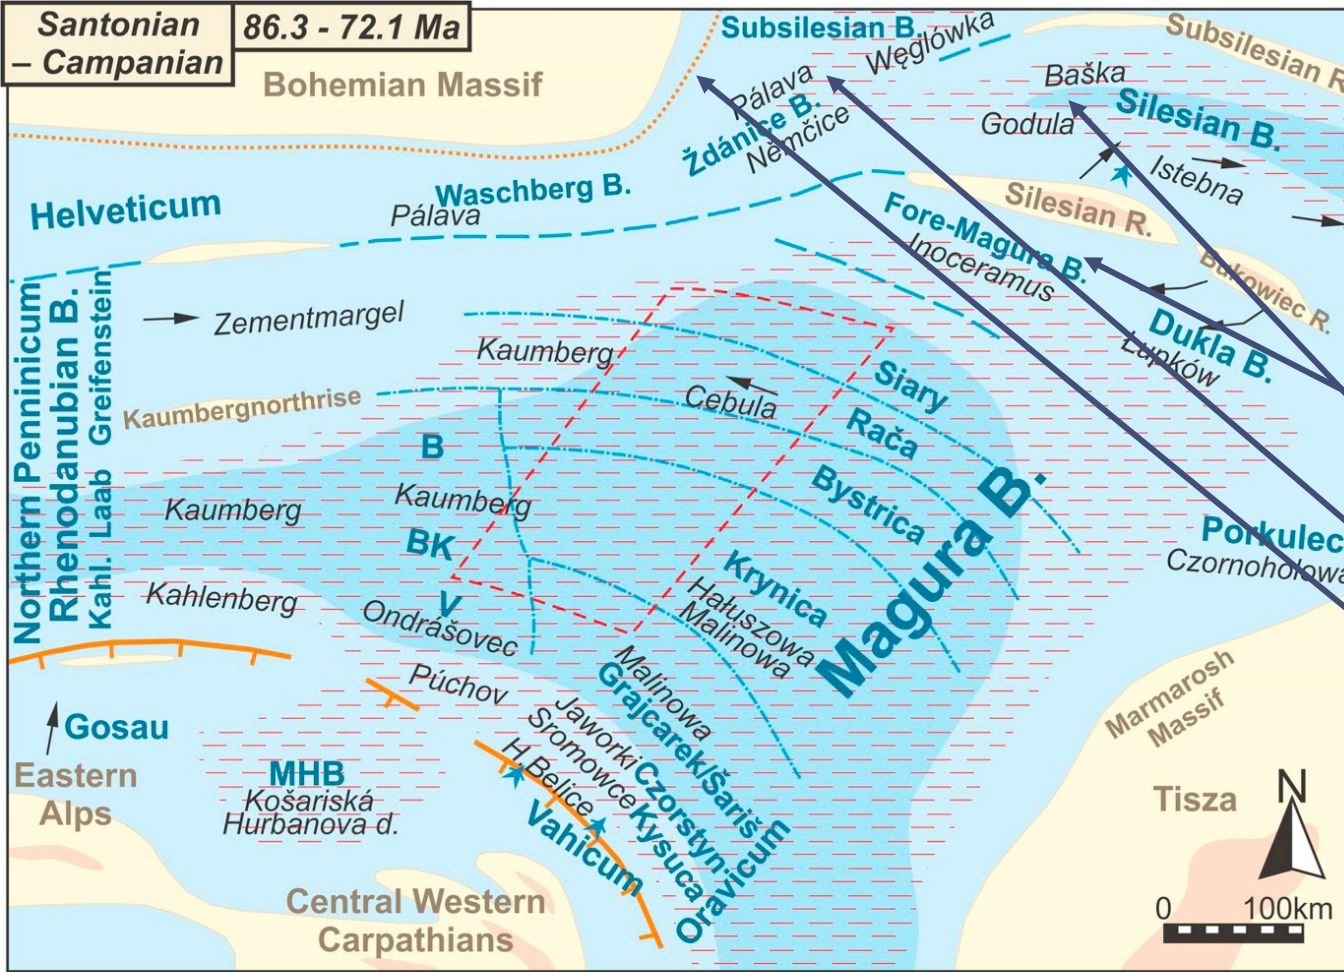 Santonian
– Campanian
86.3 - 72.1 Ma
Bohemian Massif
Subsilesian B.
Węglówka
Subsilesian R
Pálava
Ždánice B.
Němčice
Baška
Silesian B.
Godula
Istebna
Silesian R.
Helveticum
Waschberg B.
Pálava
Fore-Magura B.
Inoceramus
Bukowiec R.
Dukla B.
Łupków
Northern Penninicum
Rhenodanubian B.
Kahl. Laab Greifenstein
Zementmargel
Kaumberg
Kaumbergnorthrise
Cebula
Siary
Rača
Bystrica
Krynica
Magura B.
B
Kaumberg
Kaumberg
BK
V
Kahlenberg
Ondrášovec
Hałuszowa
Malinowa
Porkulec
Czornohołowa
Púchov
Malinowa
Grajcarek/Šariš
Jaworki
Sromowce
H.Belice
Czorstyn.
Kysuca
Oravicum
Vahicum
Gosau
Eastern
Alps
MHB
Košariská
Hurbanova d.
Central Western
Carpathians
Marmarosh
Massif
Tisza
N
0 100km